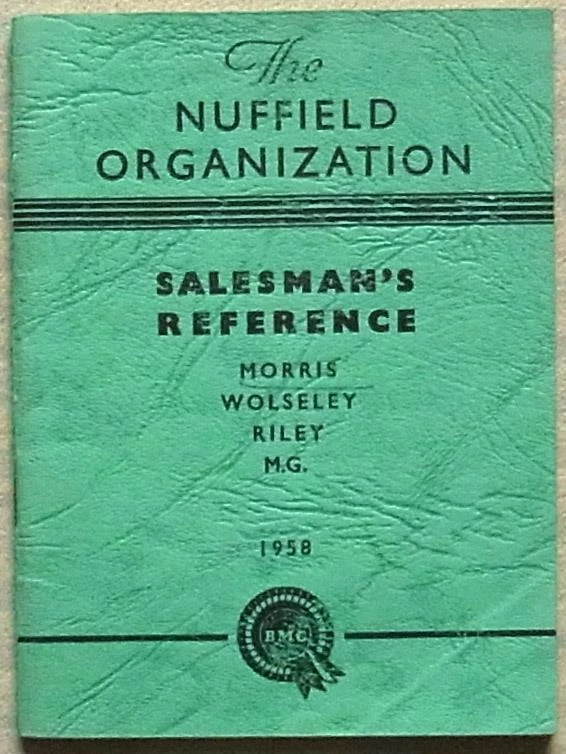 The
NUFFIELD
ORGANIZATION
SALESMAN'S
REFERENCE
MORRIS
WOLSELEY
RILEY
M.G.
1958
BMC